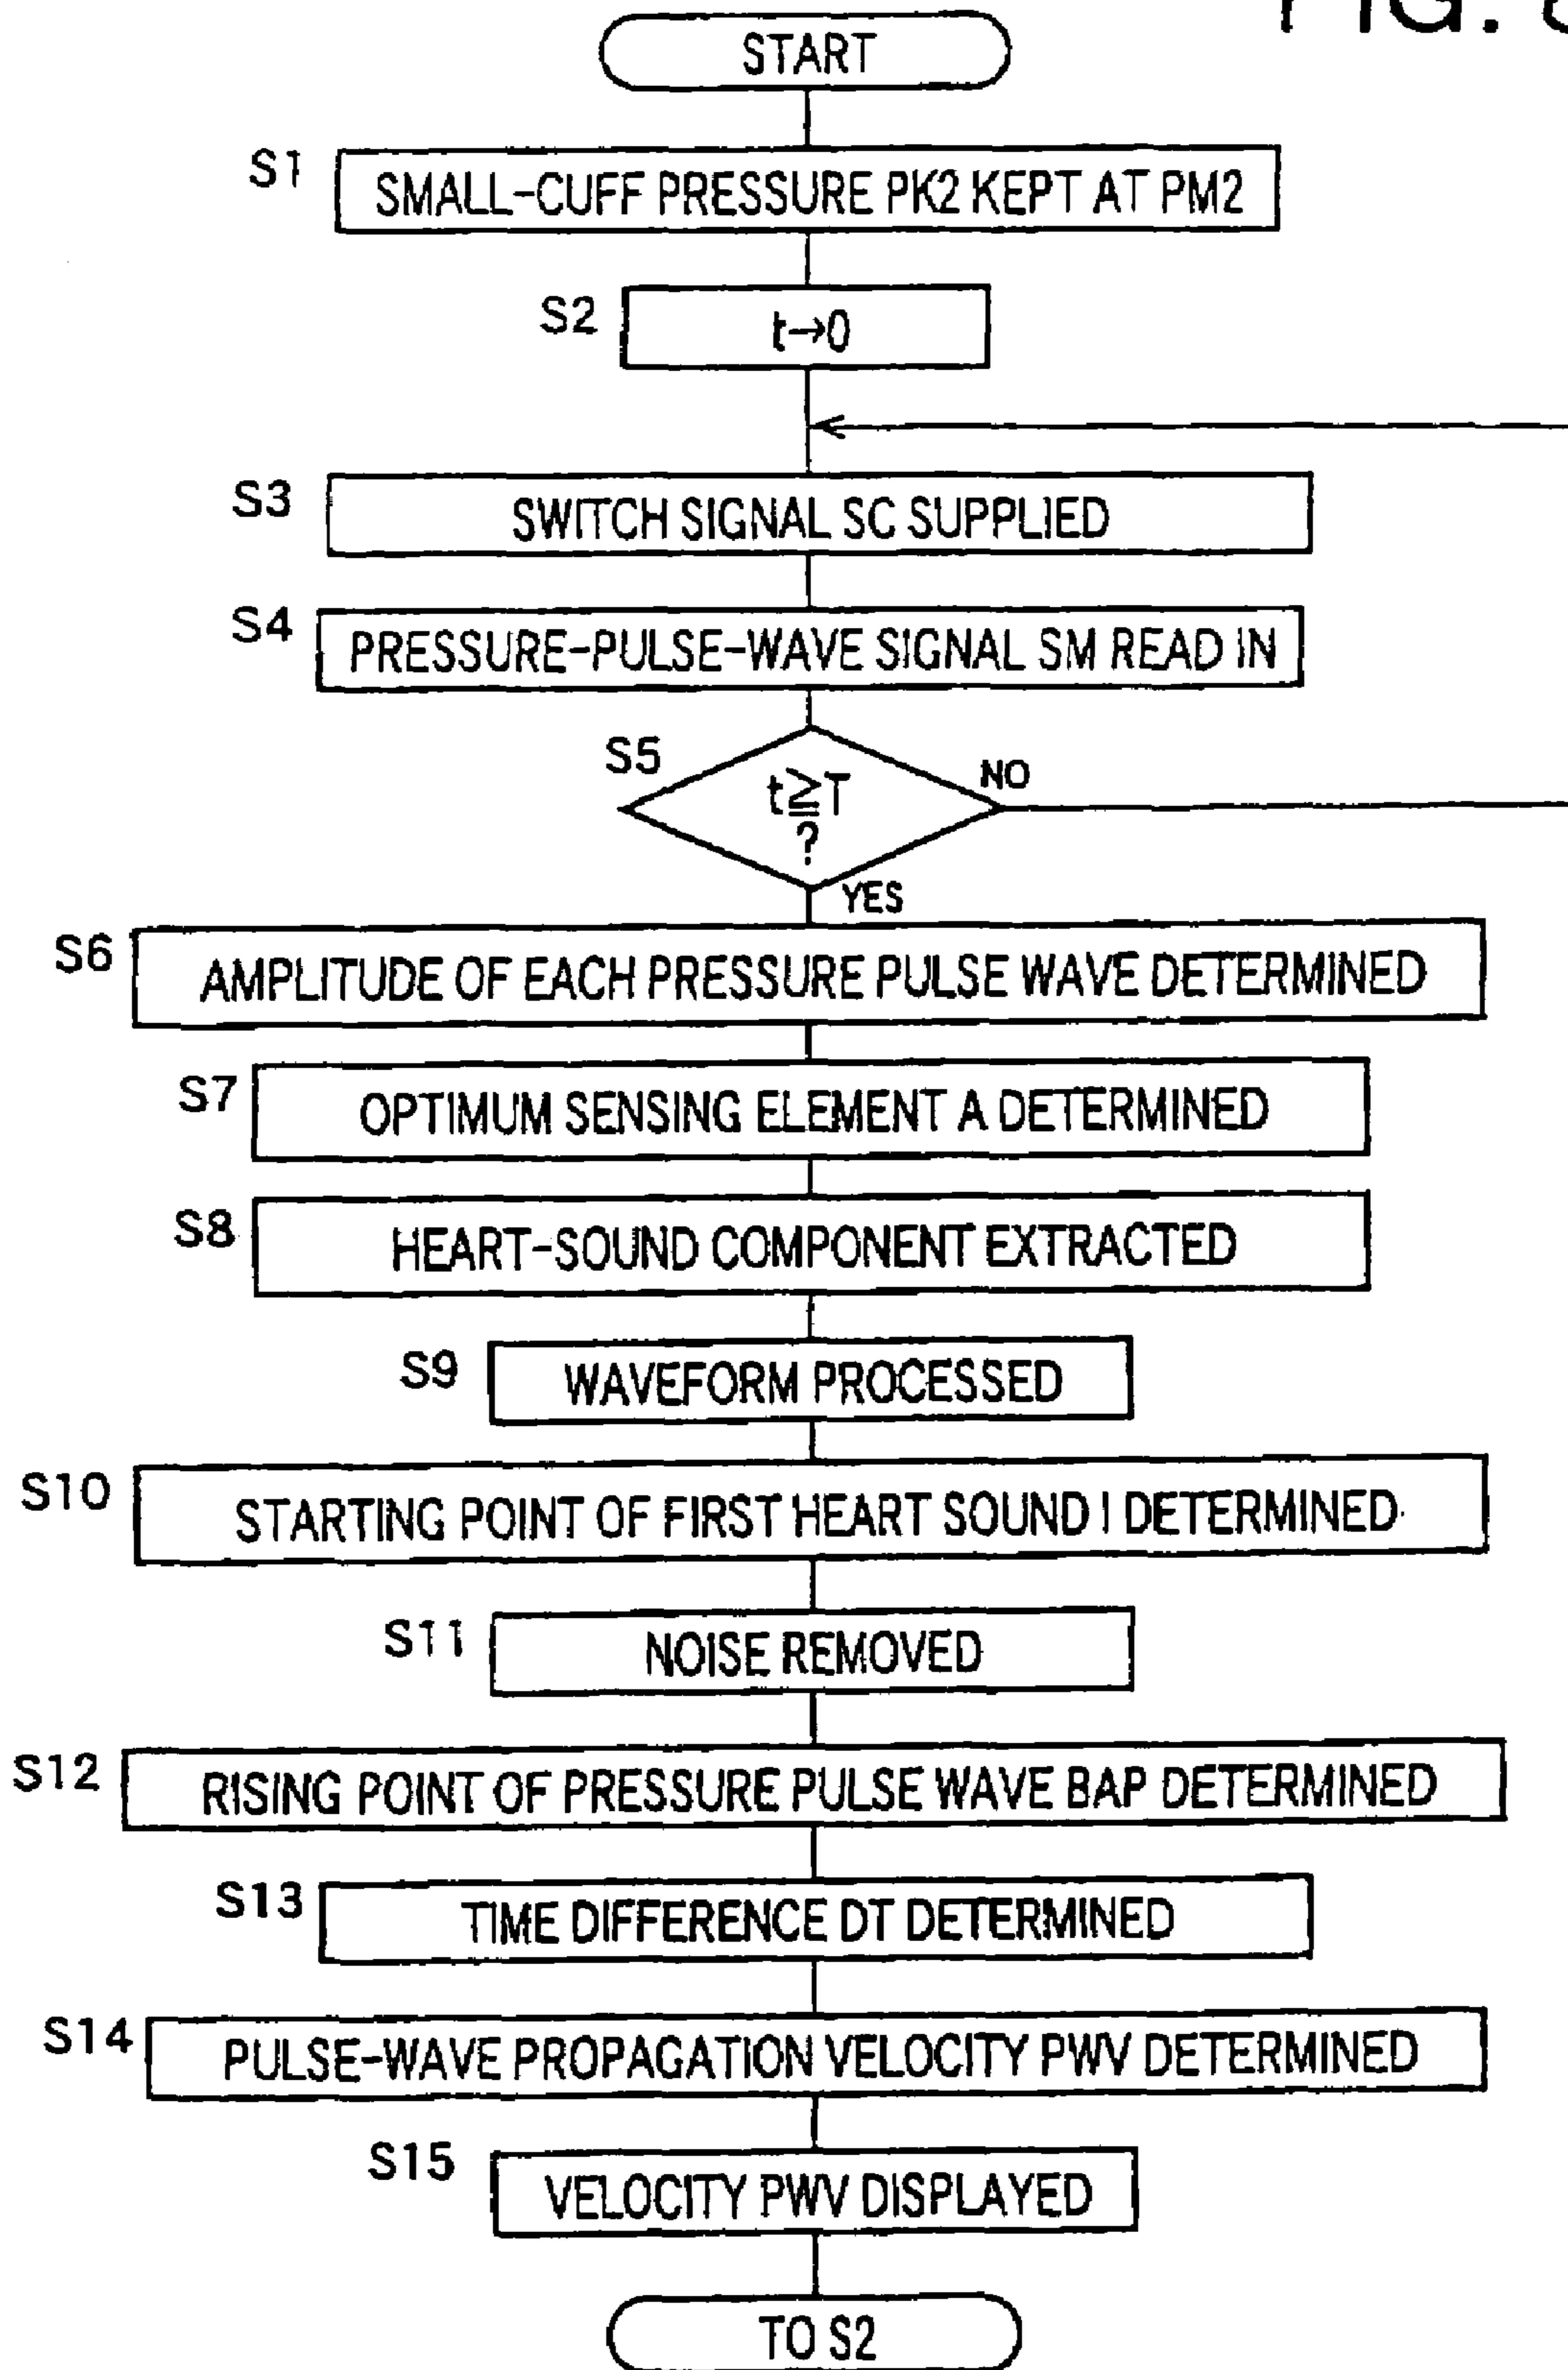 FIG.
START
S1 SMALL-CUFF PRESSURE PK2 KEPT AT PM2
S2 t→0
S3 SWITCH SIGNAL SC SUPPLIED
S4 PRESSURE-PULSE-WAVE SIGNAL SM READ IN
S5 t≧T
?
NO
YES
S6 AMPLITUDE OF EACH PRESSURE PULSE WAVE DETERMINED
S7 OPTIMUM SENSING ELEMENT A DETERMINED
S8 HEART-SOUND COMPONENT EXTRACTED
S9 WAVEFORM PROCESSED
S10 STARTING POINT OF FIRST HEART SOUND I DETERMINED
S11 NOISE REMOVED
S12 RISING POINT OF PRESSURE PULSE WAVE BAP DETERMINED
S13 TIME DIFFERENCE DT DETERMINED
S14 PULSE-WAVE PROPAGATION VELOCITY PWV DETERMINED
S15 VELOCITY PWV DISPLAYED
TO S2